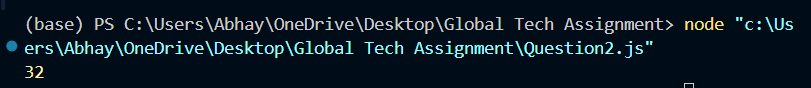 (base) PS C:\Users\Abhay\OneDrive\Desktop\Global Tech Assignment> node "c:\Us
ers\Abhay\OneDrive\Desktop\Global Tech Assignment\Question2.js"
32